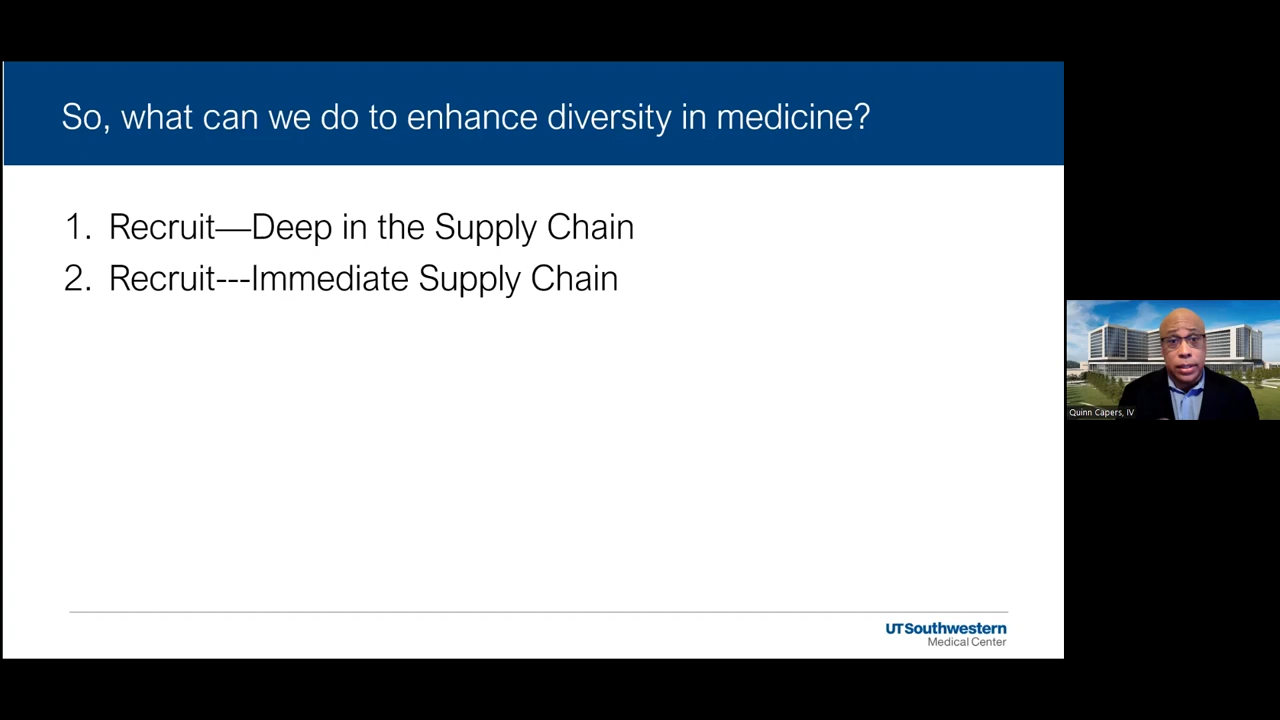 So, what can we do to enhance diversity in medicine?
1. Recruit—Deep in the Supply Chain
2. Recruit---Immediate Supply Chain
Quinn Capers, IV
UTSouthwestern
Medical Center